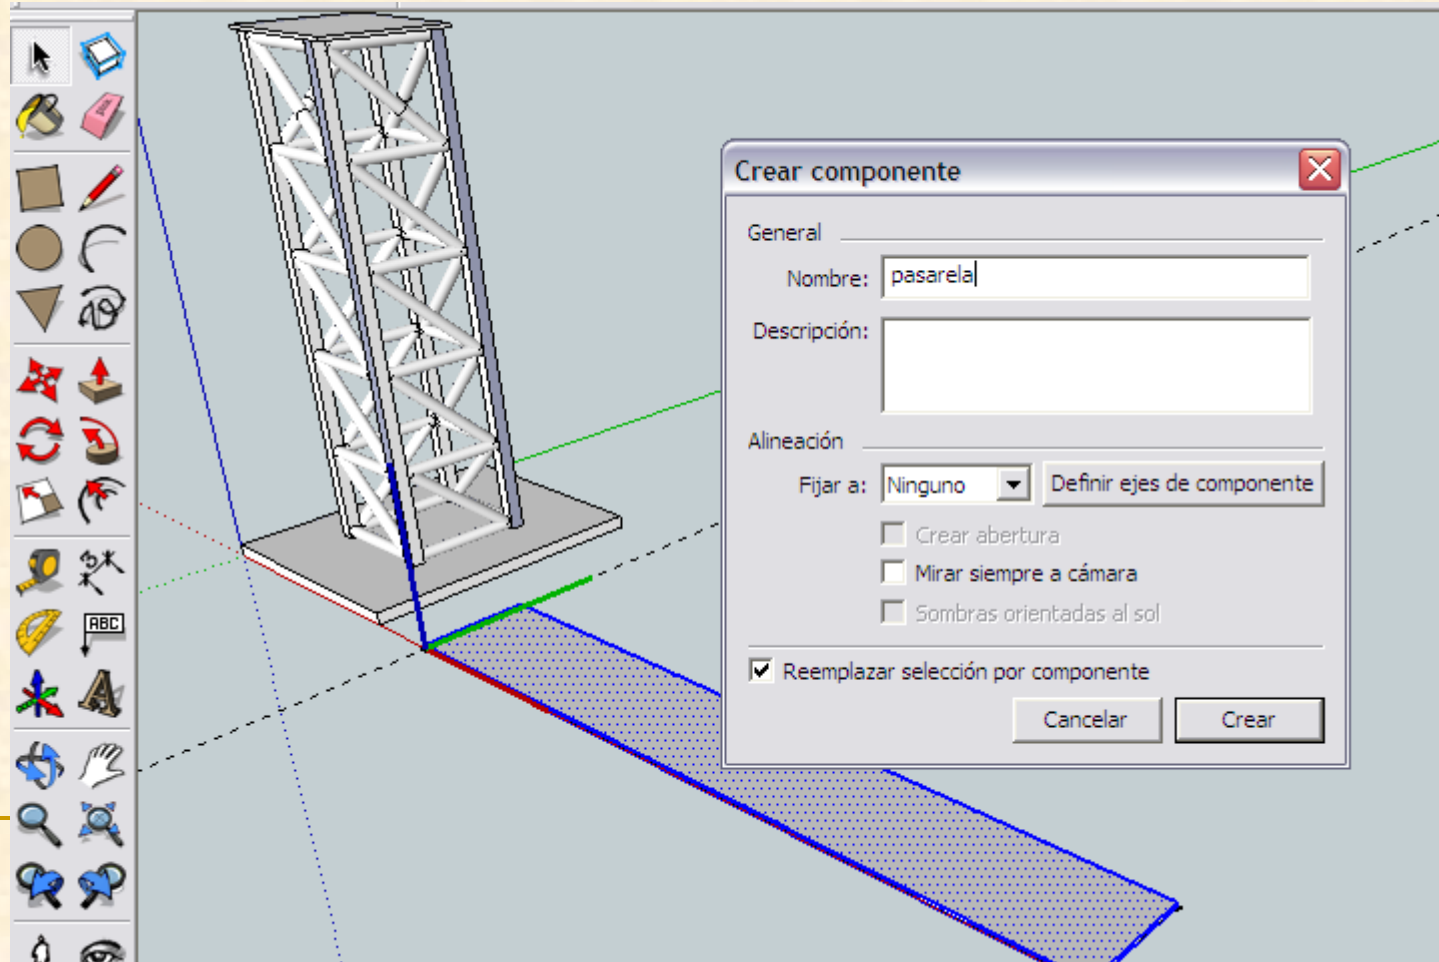 Crear componente
General
Nombre: pasarela
Descripción:
Alineación
Fijar a: Ninguno Definir ejes de componente
Crear abertura
Mirar siempre a cámara
Sombras orientadas al sol
Reemplazar selección por componente
Cancelar Crear
ABC
A